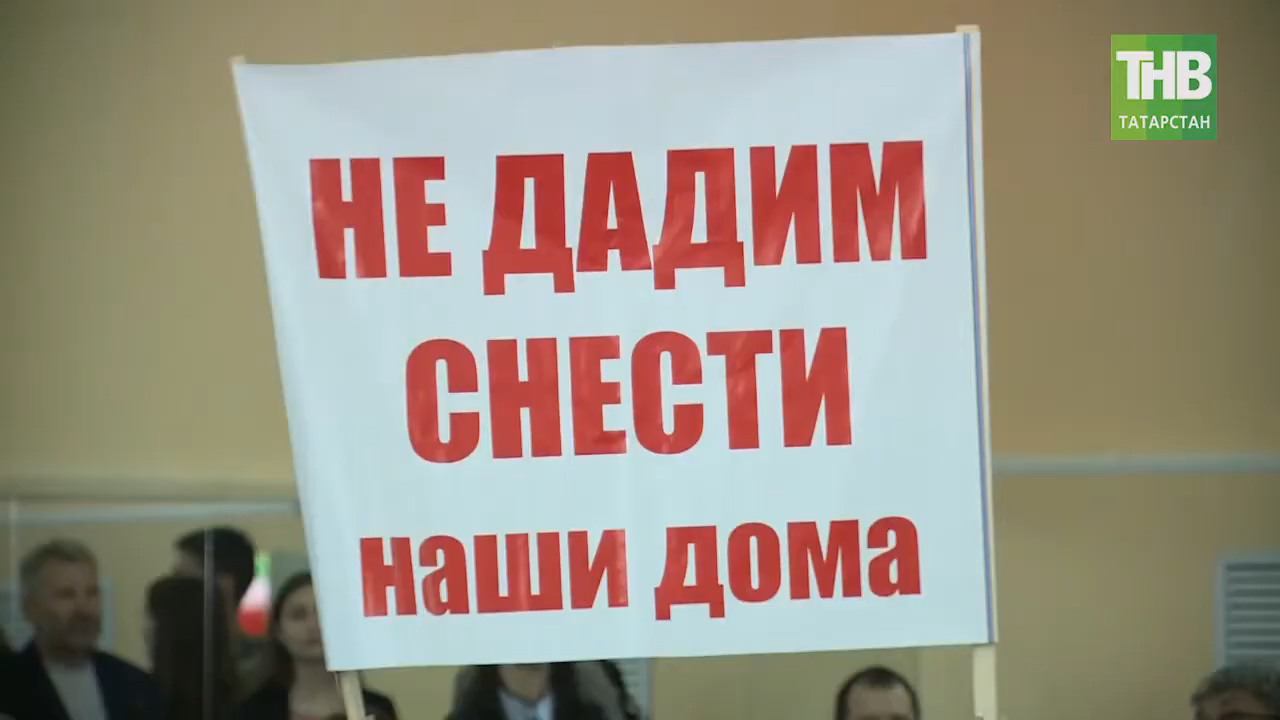 ТНВ
ТАТАРСТАН
НЕ ДАДИМ
СНЕСТИ
наши дома